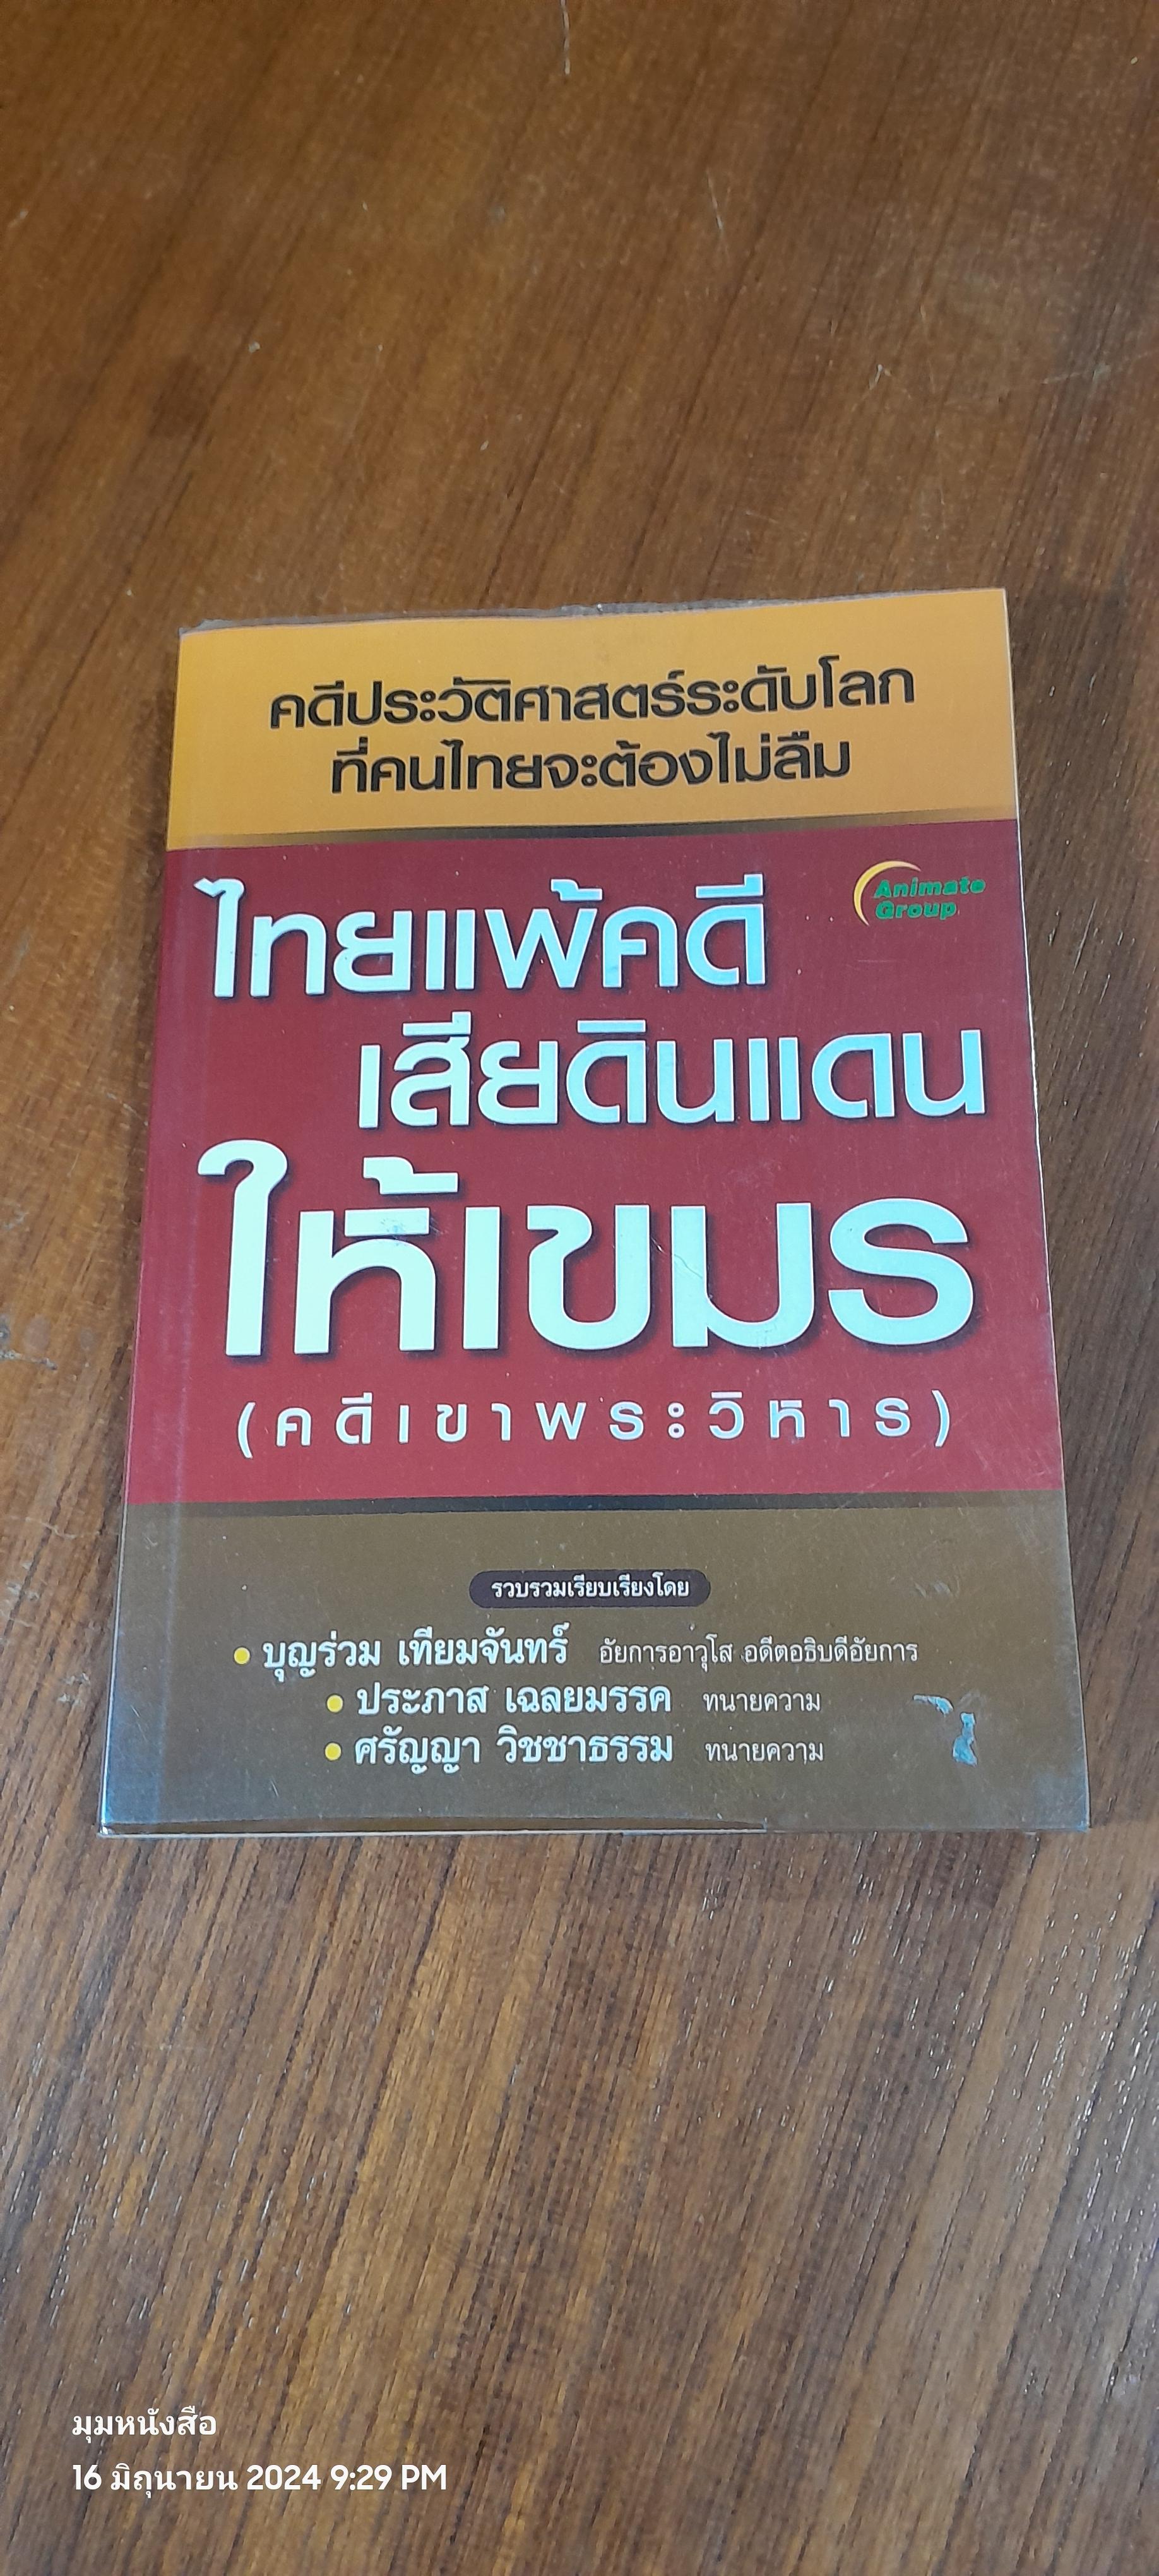 คดีประวัติศาสตร์ระดับโลก
ที่คนไทยจะต้องไม่ลืม
Animate
Group
ไทยแพ้คดี
เสียดินแดน
ให้เขมร
(คดีเขาพระวิหาร)
รวบรวมเรียบเรียงโดย
บุญร่วม เทียมจันทร์ อัยการอาวุโส อดีตอธิบดีอัยการ
ประภาส เฉลยมรรค ทนายความ
ศรัญญา วิชชาธรรม ทนายความ
มุมหนังสือ
16 มิถุนายน 2024 9:29 PM